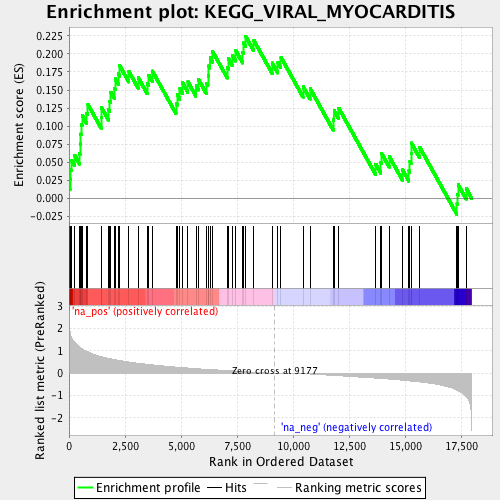 Enrichment plot: KEGG_VIRAL_MYOCARDITIS
Enrichment score (ES)
0.225
0.200
0.175
0.150
0.125
0.100
0.075
0.050
0.025
0.000
-0.025
Ranked list metric (PreRanked)
'na_pos' (positively correlated)
3
2
1
0
-1
-2
Zero cross at 9177
'na_neg' (negatively correlated)
0
2,500
5,000
7,500
10,000
12,500
15,000
17,500
Rank in Ordered Dataset
Enrichment profile
Hits
Ranking metric scores